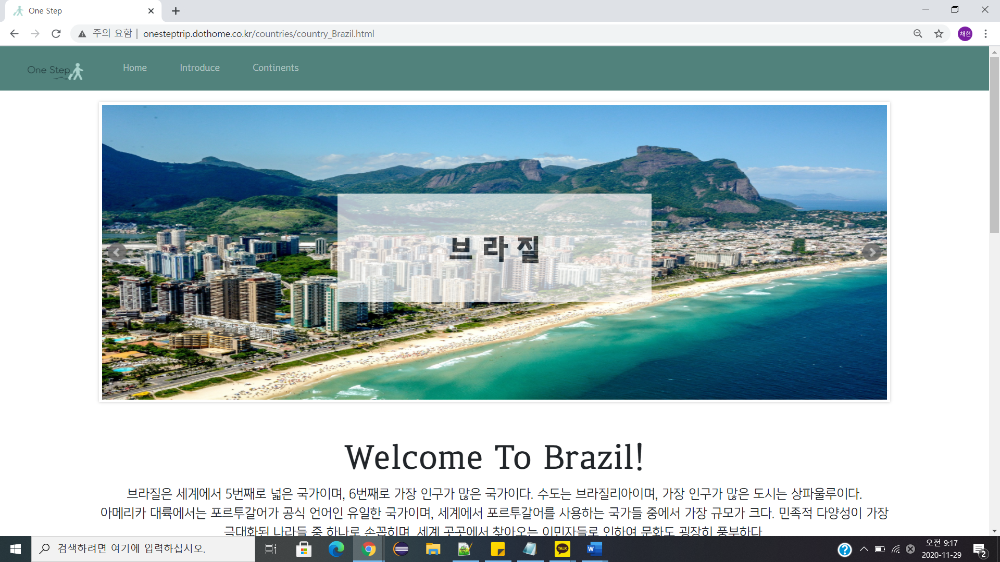 One Step
주의 요함 | onesteptrip.dothome.co.kr/countries/country_Brazil.html
채현
One Step
Home
Introduce
Continents
브라질
Welcome To Brazil!
브라질은 세계에서 5번째로 넓은 국가이며, 6번째로 가장 인구가 많은 국가이다. 수도는 브라질리아이며, 가장 인구가 많은 도시는 상파울루이다.
아메리카 대륙에서는 포르투갈어가 공식 언어인 유일한 국가이며, 세계에서 포르투갈어를 사용하는 국가들 중에서 가장 규모가 크다. 민족적 다양성이 가장
극대화된 나라들 중 하나로 손꼽히며, 세계 곳곳에서 찾아오는 이민자들로 인하여 문화도 굉장히 풍부하다
검색하려면 여기에 입력하십시오.
TALK
W
오전 9:17
2020-11-29
2